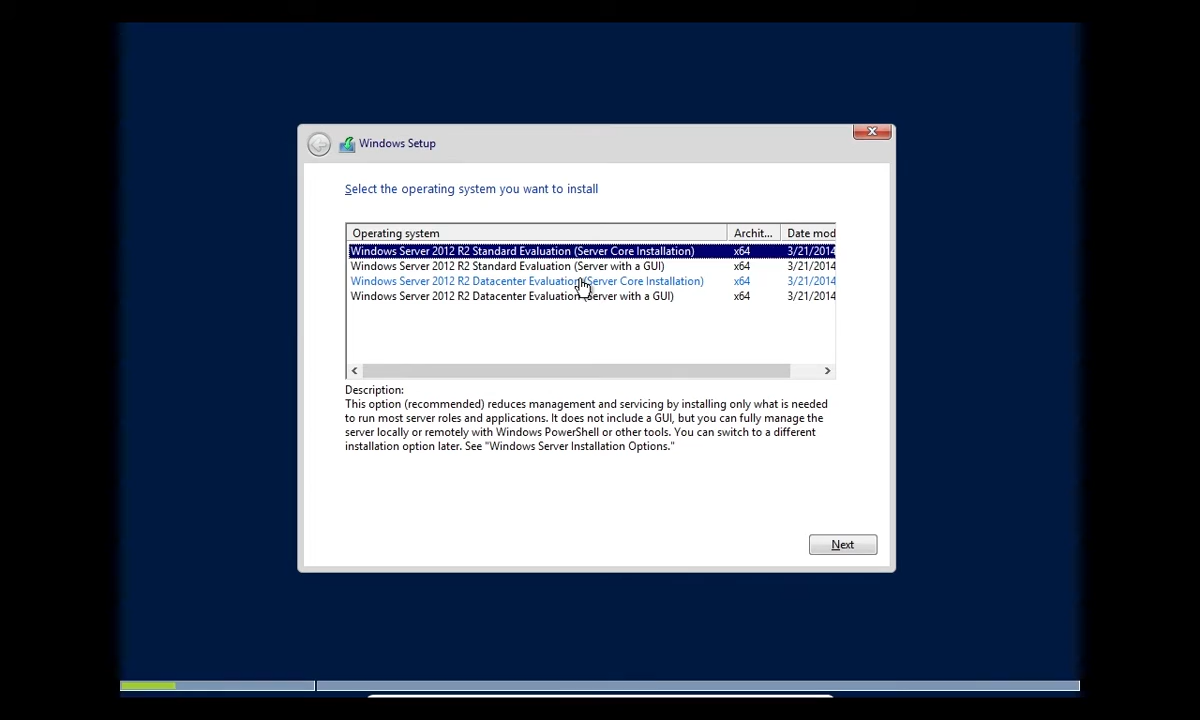 Windows Setup
Select the operating system you want to install
Operating system Archit... Date mod
Windows Server 2012 R2 Standard Evaluation (Server Core Installation) x64 3/21/2014
Windows Server 2012 R2 Standard Evaluation (Server with a GUI) x64 3/21/2014
Windows Server 2012 R2 Datacenter Evaluation (Server Core Installation) x64 3/21/2014
Windows Server 2012 R2 Datacenter Evaluation (Server with a GUI) x64 3/21/2014
Description:
This option (recommended) reduces management and servicing by installing only what is needed
to run most server roles and applications. It does not include a GUI, but you can fully manage the
server locally or remotely with Windows PowerShell or other tools. You can switch to a different
installation option later. See "Windows Server Installation Options."
Next